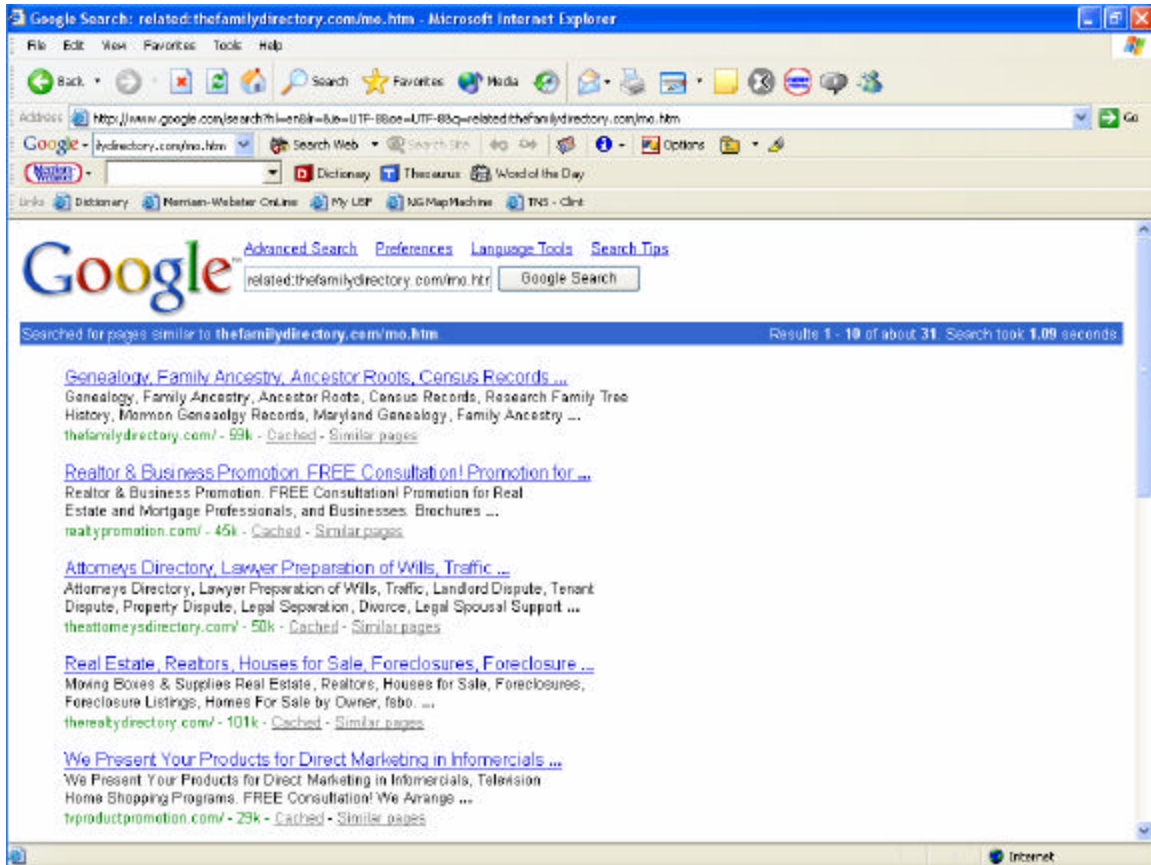 Google Search: related:thefamilydirectory.com/mo.htm - Microsoft Internet Explorer
File Edit View Favorites Tools Help
Back Search Favorites Media
Address http://www.google.com/search?hl=en&lr=&ie=UTF-8&oe=UTF-8&q=related:thefamilydirectory.com/mo.htm Go
Google ilydirectory.com/mo.htm Search Web Search Site Options
Merriam-Webster Dictionary Thesaurus Word of the Day
Links Dictionary Merriam-Webster OnLine My USP NG MapMachine TNS - Clint
Google Advanced Search Preferences Language Tools Search Tips
related:thefamilydirectory.com/mo.htr Google Search
Searched for pages similar to thefamilydirectory.com/mo.htm. Results 1 - 10 of about 31. Search took 1.09 seconds.
Genealogy, Family Ancestry, Ancestor Roots, Census Records ...
Genealogy, Family Ancestry, Ancestor Roots, Census Records, Research Family Tree
History, Mormon Genealogy Records, Maryland Genealogy, Family Ancestry ...
thefamilydirectory.com/ - 99k - Cached - Similar pages
Realtor & Business Promotion. FREE Consultation! Promotion for ...
Realtor & Business Promotion. FREE Consultation! Promotion for Real
Estate and Mortgage Professionals, and Businesses. Brochures ...
realtypromotion.com/ - 45k - Cached - Similar pages
Attorneys Directory, Lawyer Preparation of Wills, Traffic ...
Attorneys Directory, Lawyer Preparation of Wills, Traffic, Landlord Dispute, Tenant
Dispute, Property Dispute, Legal Separation, Divorce, Legal Spousal Support ...
theattorneysdirectory.com/ - 50k - Cached - Similar pages
Real Estate, Realtors, Houses for Sale, Foreclosures, Foreclosure ...
Moving Boxes & Supplies Real Estate, Realtors, Houses for Sale, Foreclosures,
Foreclosure Listings, Homes For Sale by Owner, fsbo. ...
therealtydirectory.com/ - 101k - Cached - Similar pages
We Present Your Products for Direct Marketing in Infomercials ...
We Present Your Products for Direct Marketing in Infomercials, Television
Home Shopping Programs. FREE Consultation! We Arrange ...
tvproductpromotion.com/ - 29k - Cached - Similar pages
Internet